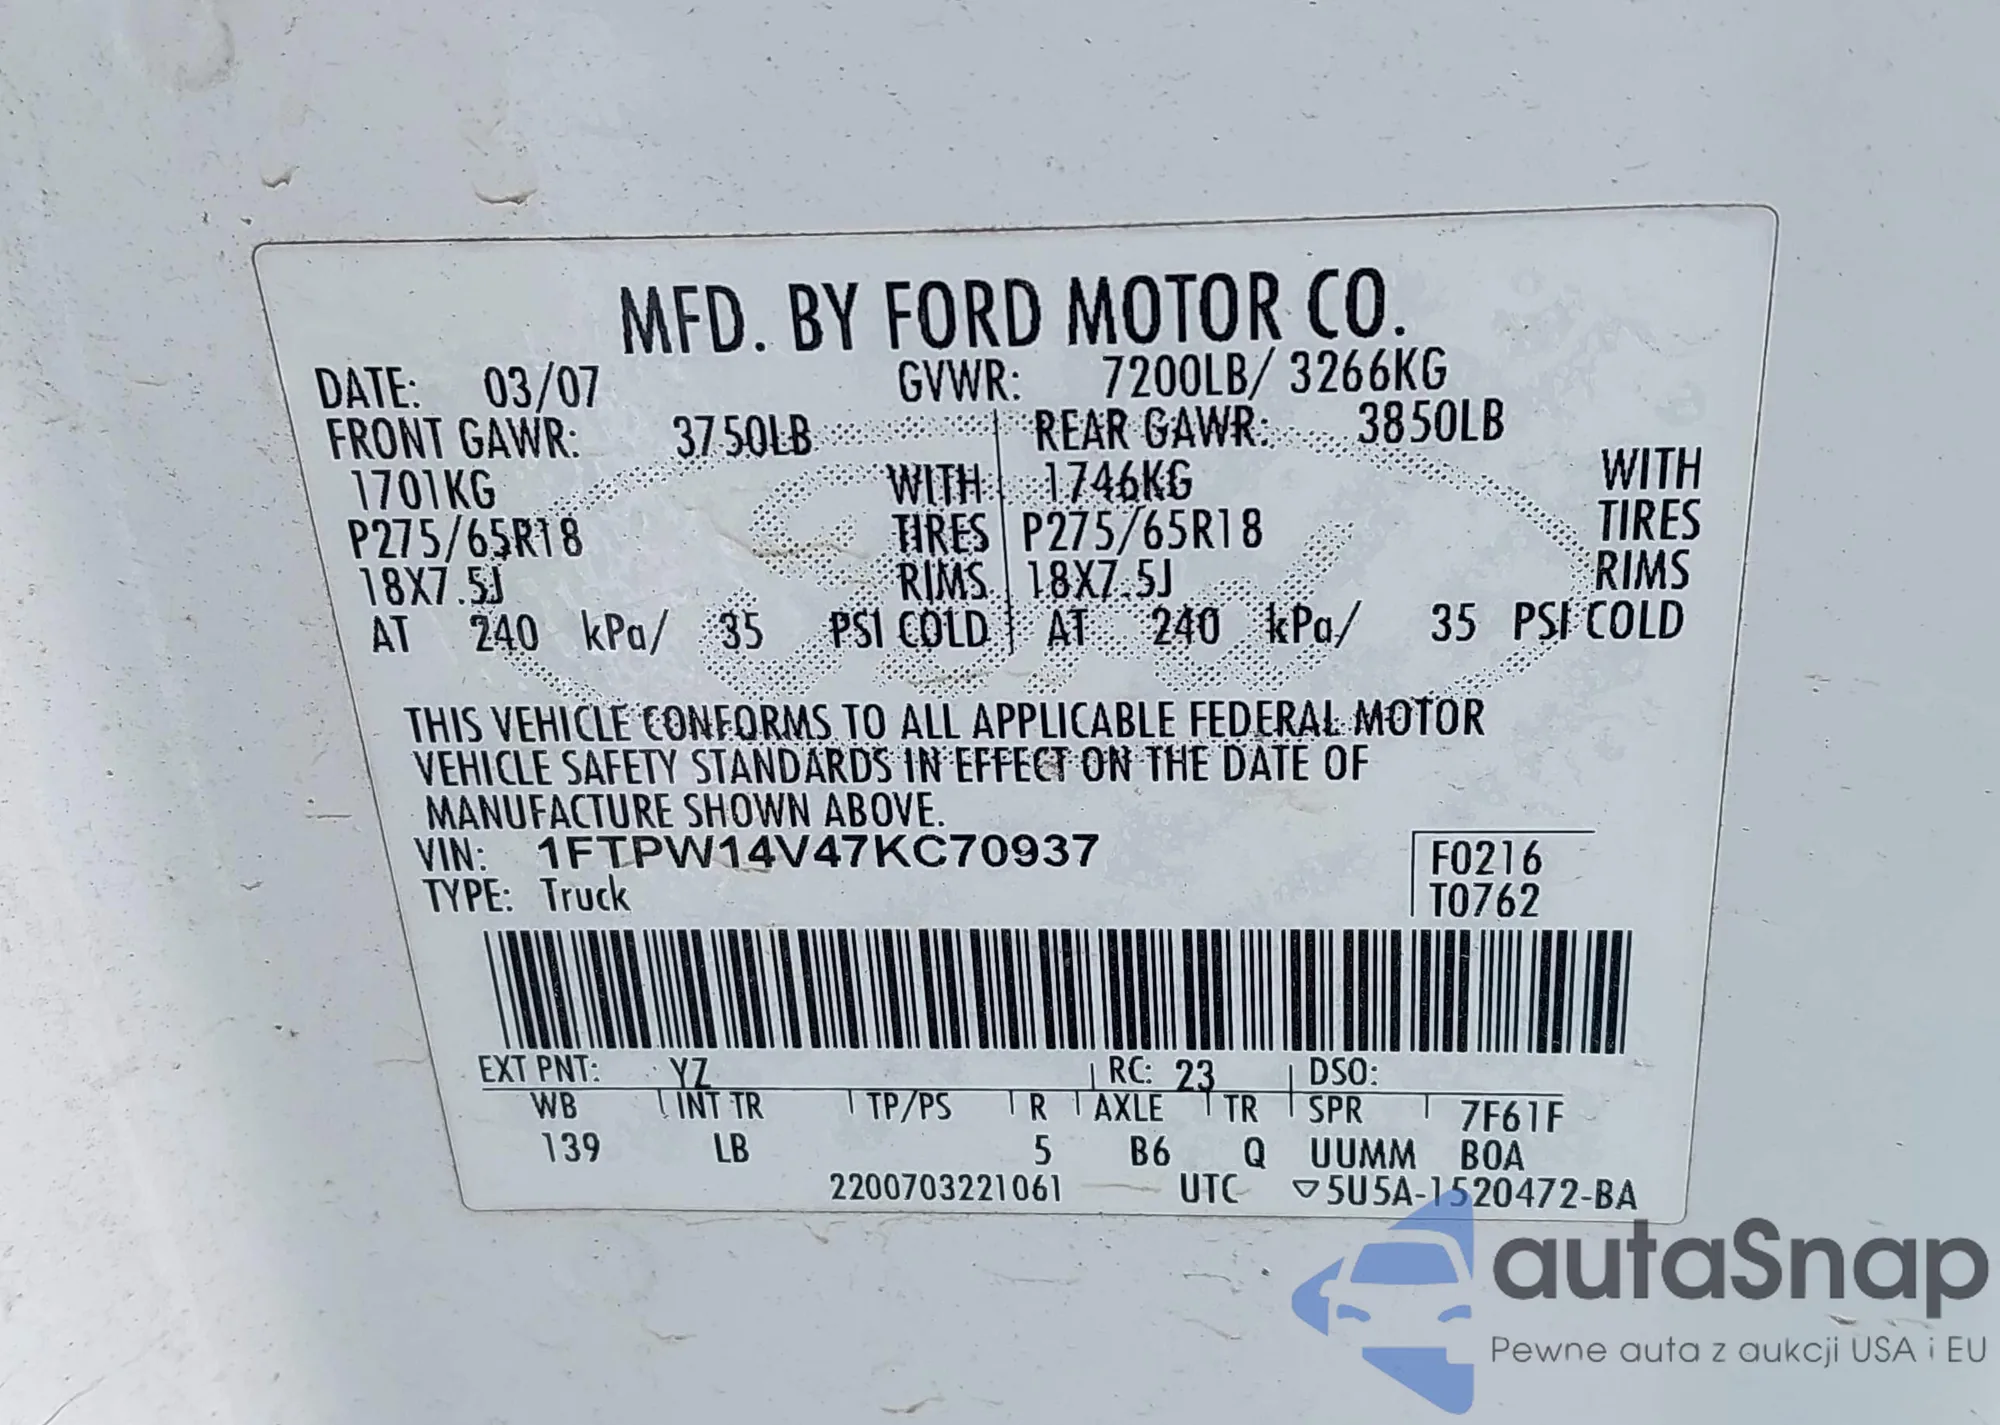 MFD. BY FORD MOTOR CO.
DATE: 03/07 GVWR: 7200LB/ 3266KG
FRONT GAWR: 3750LB REAR GAWR: 3850LB
1701KG WITH 1746KG WITH
P275/65R18 TIRES P275/65R18 TIRES
18X7.5J RIMS 18X7.5J RIMS
AT 240 kPa/ 35 PSI COLD AT 240 kPa/ 35 PSI COLD
THIS VEHICLE CONFORMS TO ALL APPLICABLE FEDERAL MOTOR
VEHICLE SAFETY STANDARDS IN EFFECT ON THE DATE OF
MANUFACTURE SHOWN ABOVE.
VIN: 1FTPW14V47KC70937 F0216
TYPE: Truck T0762
EXT PNT: YZ RC: 23 DSO:
WB INT TR TP/PS R AXLE TR SPR 7F61F
139 LB 5 B6 Q UUMM BOA
2200703221061 UTC ▽5U5A-1520472-BA
autaSnap
Pewne auta z aukcji USA i EU